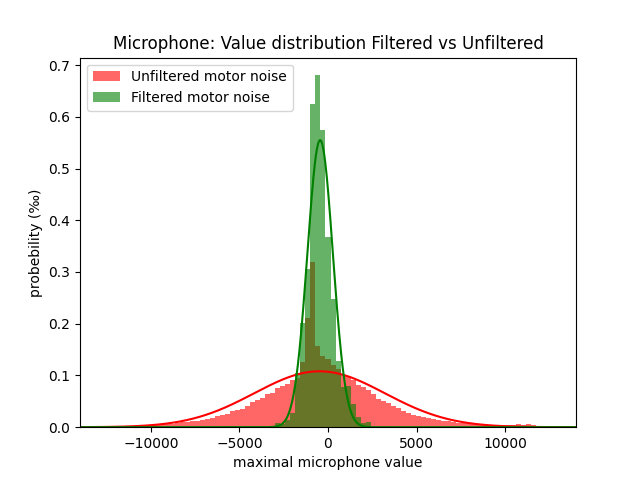 Microphone: Value distribution Filtered vs Unfiltered
Unfiltered motor noise
Filtered motor noise
0.7
0.6
0.5
0.4
0.3
0.2
0.1
0.0
probebility (‰)
−10000 −5000 0 5000 10000
maximal microphone value